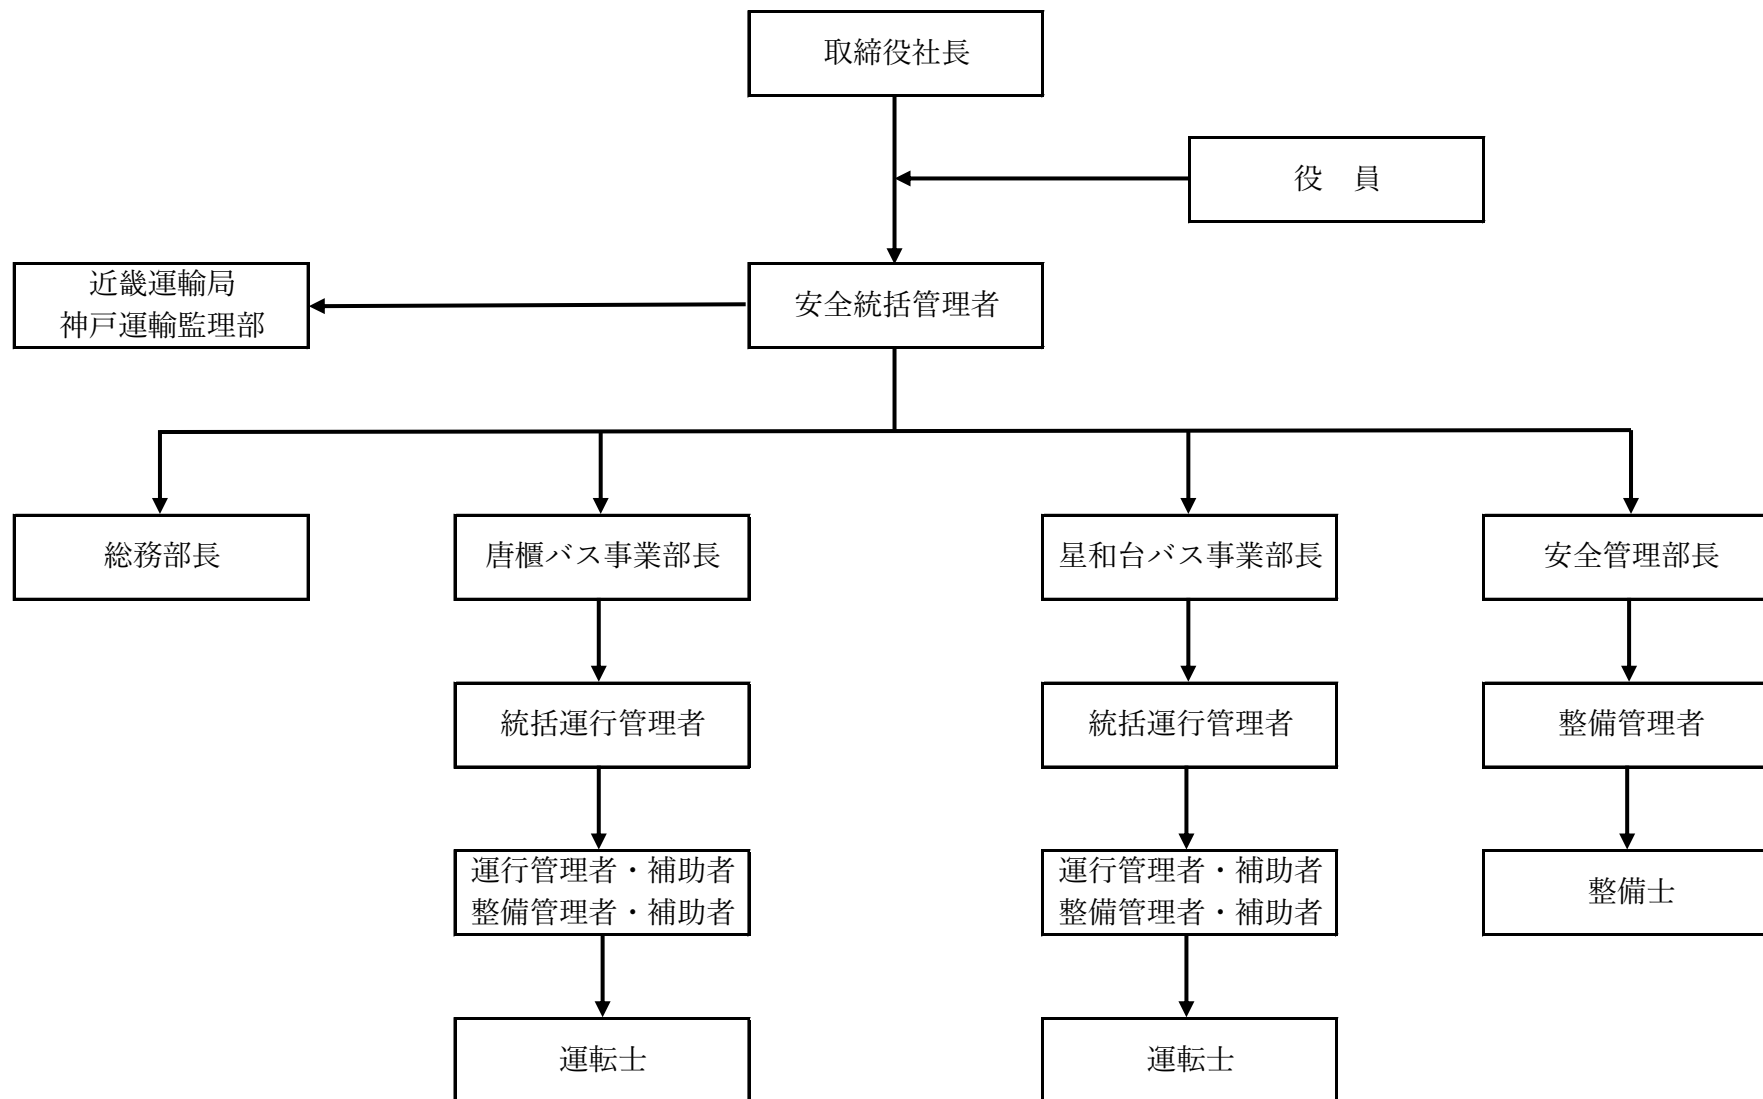 取締役社長
役　員
近畿運輸局
神戸運輸監理部
安全統括管理者
総務部長
唐櫃バス事業部長
星和台バス事業部長
安全管理部長
統括運行管理者
統括運行管理者
整備管理者
運行管理者・補助者
整備管理者・補助者
運行管理者・補助者
整備管理者・補助者
整備士
運転士
運転士